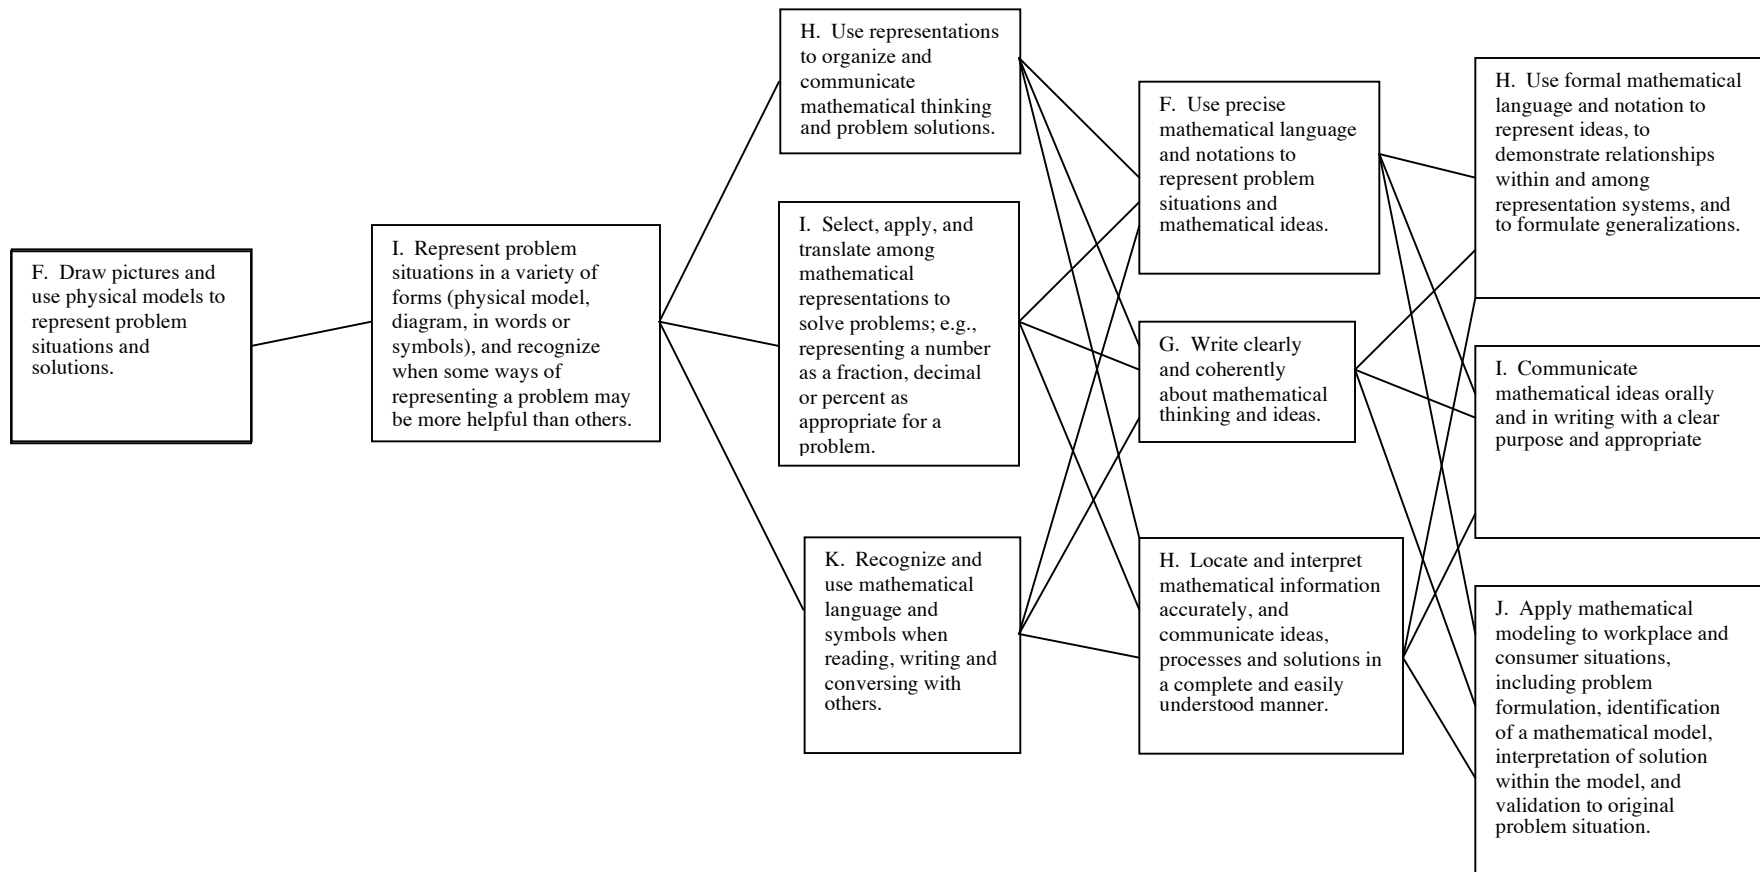 F.  Draw pictures and
use physical models to
represent problem
situations and
solutions.
I.  Represent problem
situations in a variety of
forms (physical model,
diagram, in words or
symbols), and recognize
when some ways of
representing a problem may
be more helpful than others.
H.  Use representations
to organize and
communicate
mathematical thinking
and problem solutions.
I.  Select, apply, and
translate among
mathematical
representations to
solve problems; e.g.,
representing a number
as a fraction, decimal
or percent as
appropriate for a
problem.
K.  Recognize and
use mathematical
language and
symbols when
reading, writing and
conversing with
others.
F.  Use precise
mathematical language
and notations to
represent problem
situations and
mathematical ideas.
G.  Write clearly
and coherently
about mathematical
thinking and ideas.
H.  Locate and interpret
mathematical information
accurately, and
communicate ideas,
processes and solutions in
a complete and easily
understood manner.
H.  Use formal mathematical
language and notation to
represent ideas, to
demonstrate relationships
within and among
representation systems, and
to formulate generalizations.
I.  Communicate
mathematical ideas orally
and in writing with a clear
purpose and appropriate
J.  Apply mathematical
modeling to workplace and
consumer situations,
including problem
formulation, identification
of a mathematical model,
interpretation of solution
within the model, and
validation to original
problem situation.